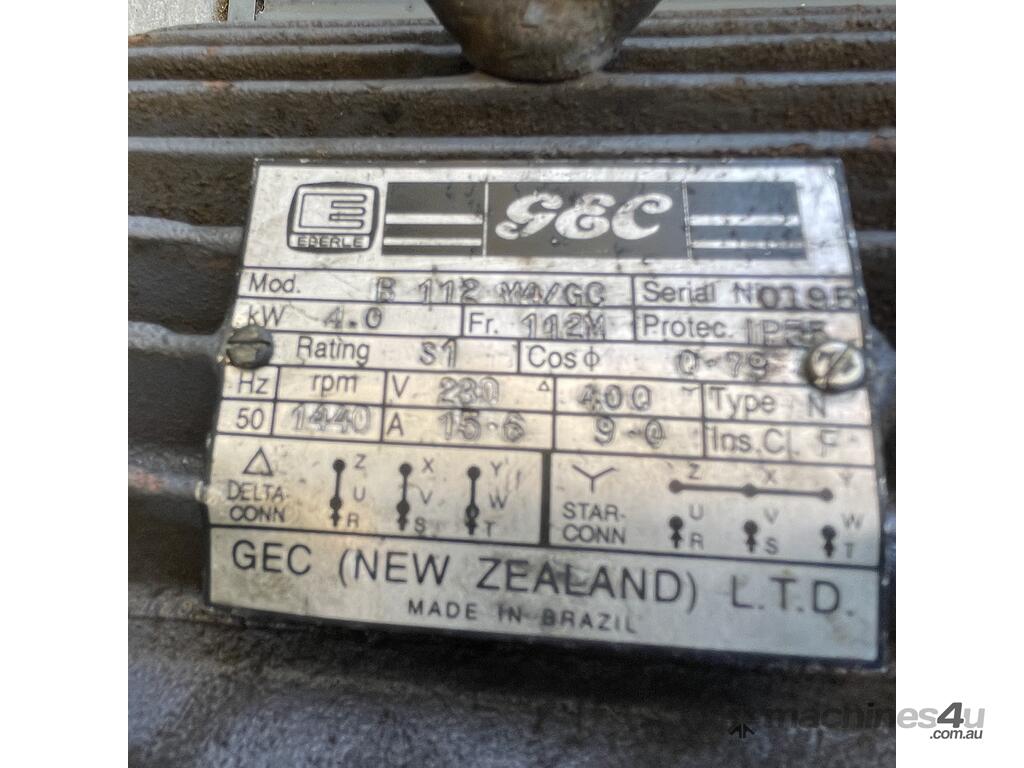 EBERLE GEC
Mod. B 112 M4/GC Serial Nº 0195
kW 4.0 Fr. 112M Protec. IP55
Rating S1 Cos ϕ 0-79
Hz rpm V 230 △ 400 Y Type N
50 1440 A 15-6 9-0 Ins.Cl. F
△ Z X Y Y Z X Y
DELTA- U V W STAR- U V W
CONN R S T CONN R S T
GEC (NEW ZEALAND) L.T.D.
MADE IN BRAZIL
machines4u
.com.au